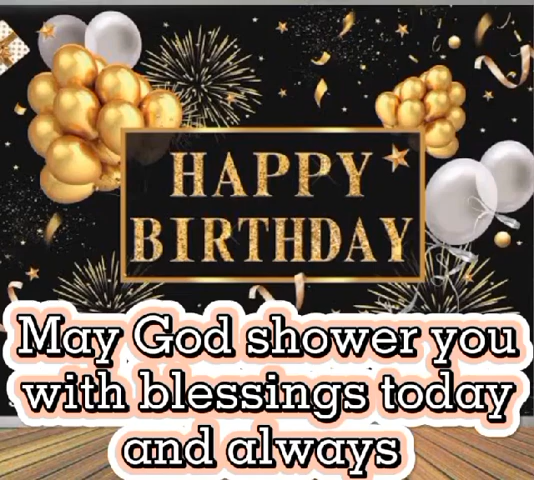 HAPPY
BIRTHDAY
May God shower you
with blessings today
and always